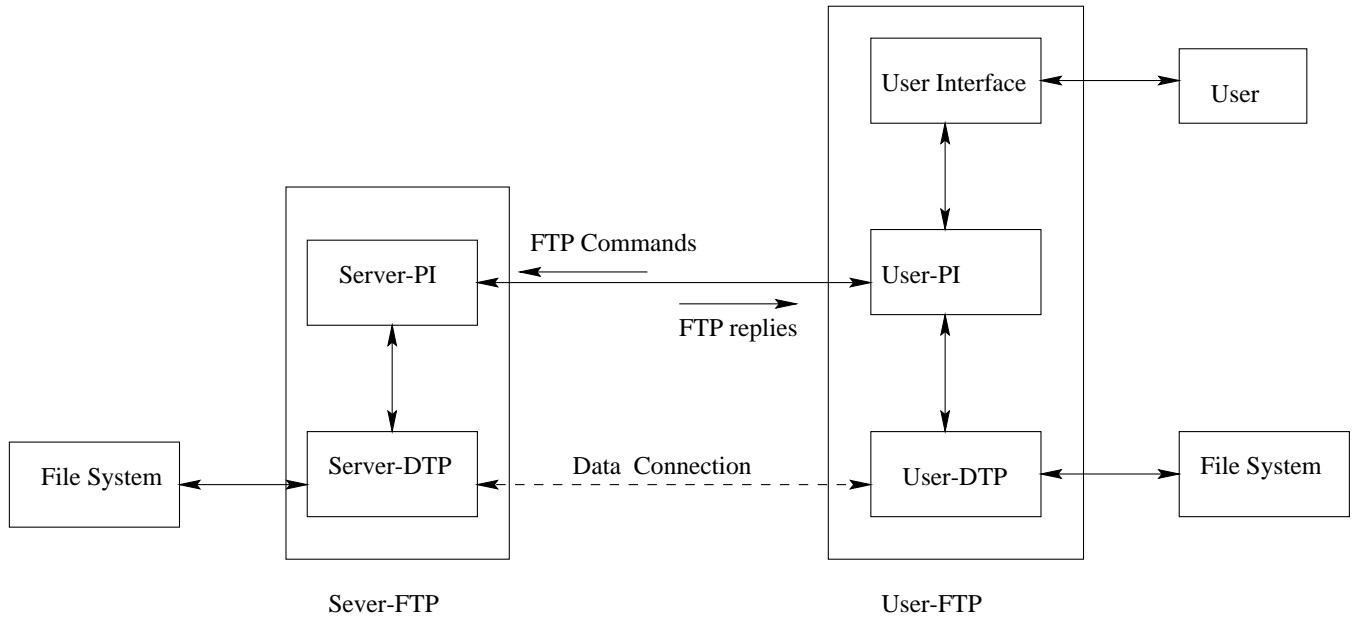 User Interface
User
FTP Commands
Server-PI
User-PI
FTP replies
File System
Server-DTP
Data Connection
User-DTP
File System
Sever-FTP
User-FTP